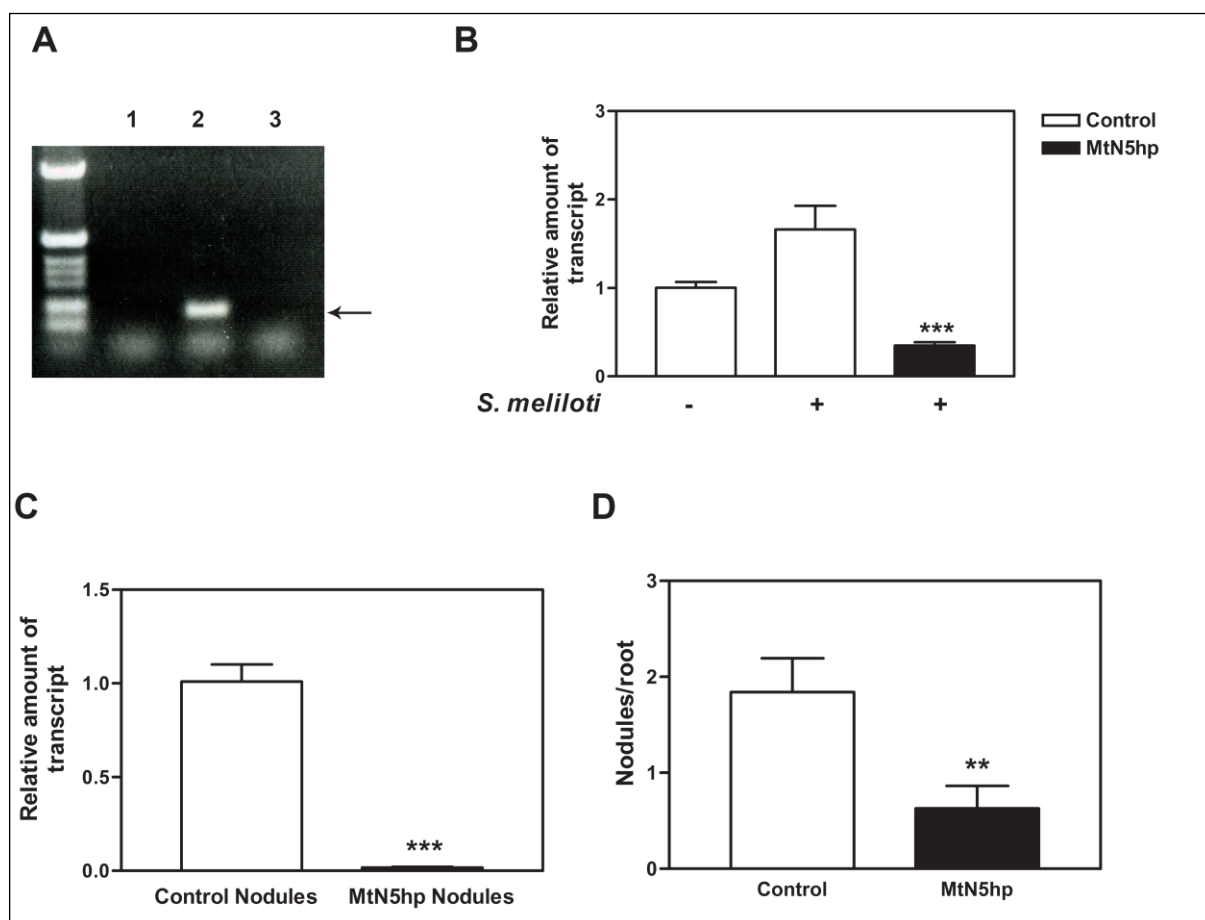 A
1 2 3
B
3
2
1
0
Relative amount of
transcript
***
Control
MtN5hp
S. meliloti - + +
C
1.5
1.0
0.5
0.0
Relative amount of
transcript
***
Control Nodules MtN5hp Nodules
D
3
2
1
0
Nodules/root
**
Control MtN5hp